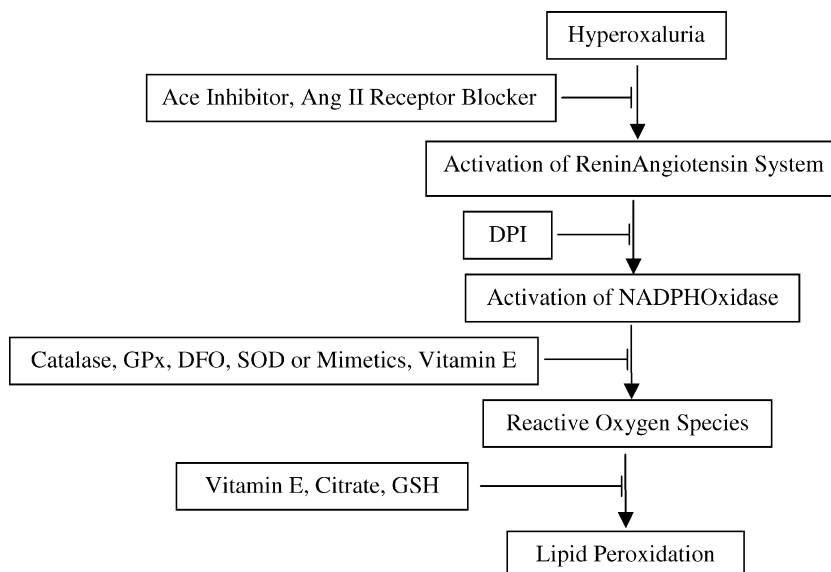 Hyperoxaluria
Ace Inhibitor, Ang II Receptor Blocker
Activation of ReninAngiotensin System
DPI
Activation of NADPHOxidase
Catalase, GPx, DFO, SOD or Mimetics, Vitamin E
Reactive Oxygen Species
Vitamin E, Citrate, GSH
Lipid Peroxidation